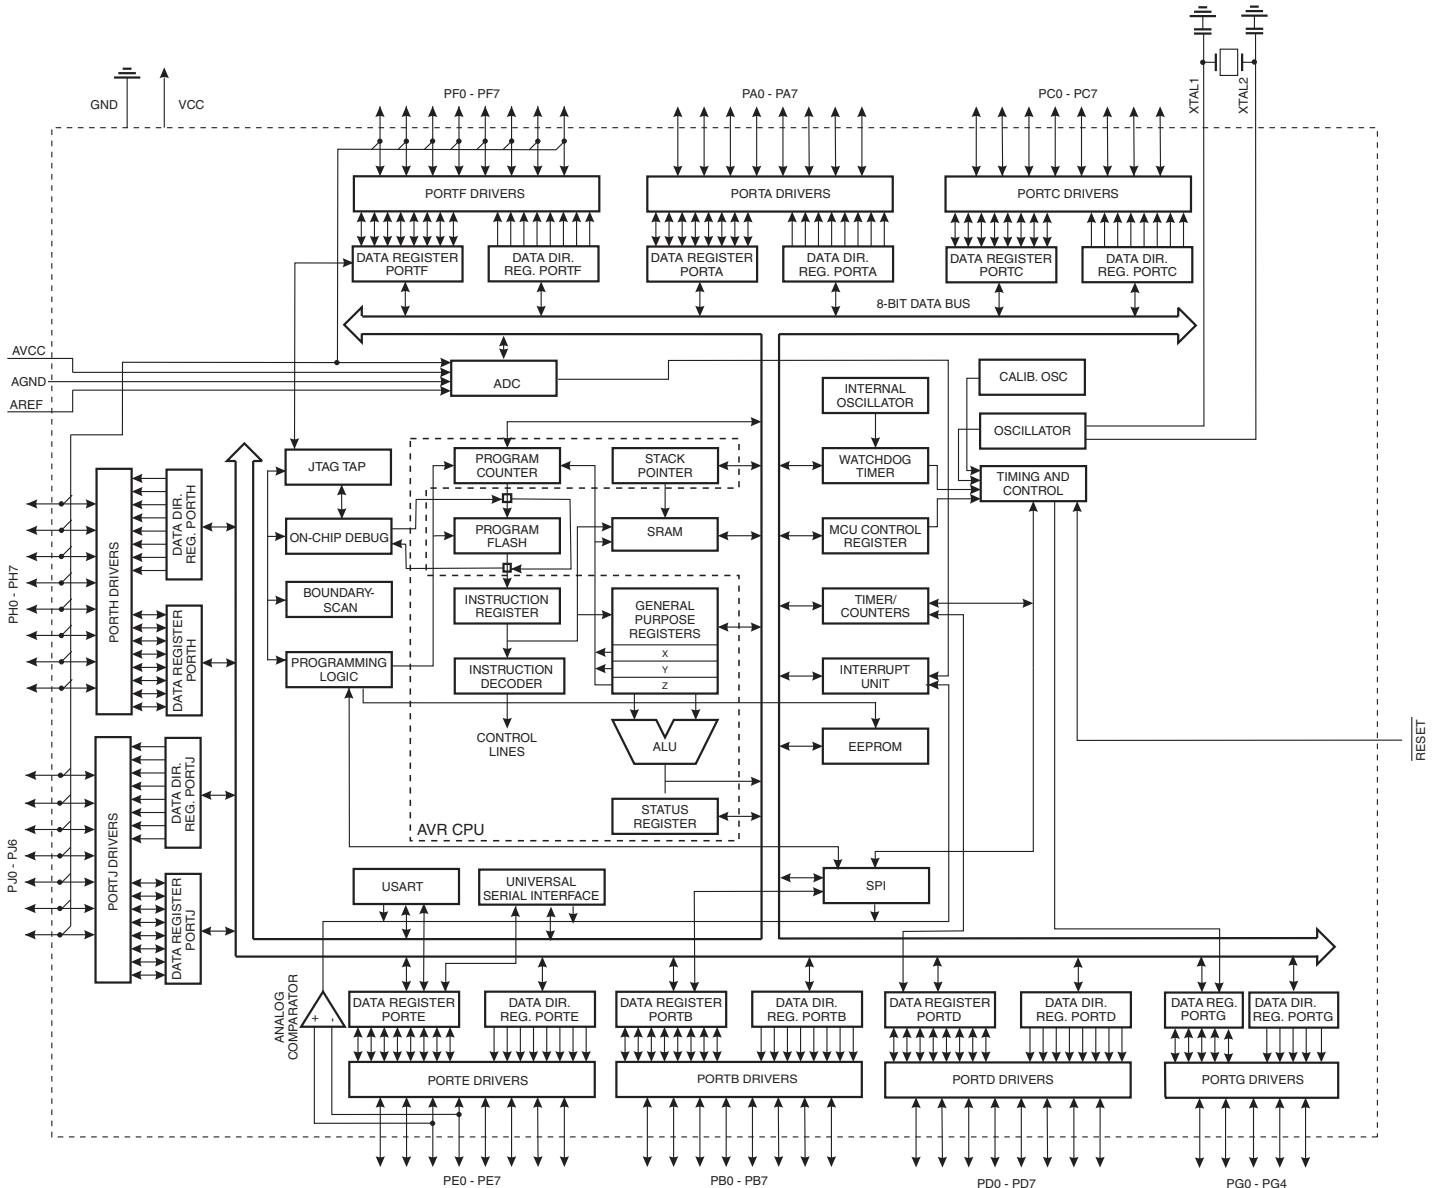 XTAL1
XTAL2
GND
VCC
PF0 - PF7
PA0 - PA7
PC0 - PC7
PORTF DRIVERS
PORTA DRIVERS
PORTC DRIVERS
DATA REGISTER
PORTF
DATA DIR.
REG. PORTF
DATA REGISTER
PORTA
DATA DIR.
REG. PORTA
DATA REGISTER
PORTC
DATA DIR.
REG. PORTC
8-BIT DATA BUS
AVCC
AGND
AREF
ADC
CALIB. OSC
INTERNAL
OSCILLATOR
OSCILLATOR
JTAG TAP
PROGRAM
COUNTER
STACK
POINTER
WATCHDOG
TIMER
TIMING AND
CONTROL
ON-CHIP DEBUG
PROGRAM
FLASH
SRAM
MCU CONTROL
REGISTER
BOUNDARY-
SCAN
INSTRUCTION
REGISTER
GENERAL
PURPOSE
REGISTERS
X
Y
Z
TIMER/
COUNTERS
PROGRAMMING
LOGIC
INSTRUCTION
DECODER
INTERRUPT
UNIT
CONTROL
LINES
ALU
EEPROM
RESET
STATUS
REGISTER
AVR CPU
PH0 - PH7
PORTH DRIVERS
DATA DIR.
REG. PORTH
DATA REGISTER
PORTH
PJ0 - PJ6
PORTJ DRIVERS
DATA DIR.
REG. PORTJ
DATA REGISTER
PORTJ
USART
UNIVERSAL
SERIAL INTERFACE
SPI
ANALOG
COMPARATOR
+
-
DATA REGISTER
PORTE
DATA DIR.
REG. PORTE
DATA REGISTER
PORTB
DATA DIR.
REG. PORTB
DATA REGISTER
PORTD
DATA DIR.
REG. PORTD
DATA REG.
PORTG
DATA DIR.
REG. PORTG
PORTE DRIVERS
PORTB DRIVERS
PORTD DRIVERS
PORTG DRIVERS
PE0 - PE7
PB0 - PB7
PD0 - PD7
PG0 - PG4